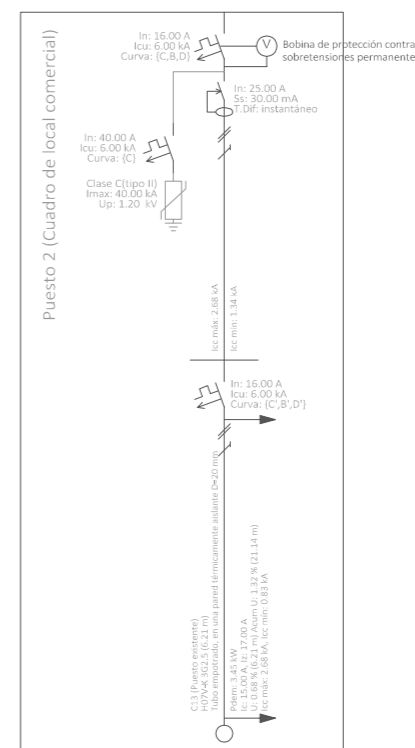 Puesto 2 (Cuadro de local comercial)
In: 16.00 A
Icu: 6.00 kA
Curva: {C,B,D}
V
Bobina de protección contra
sobretensiones permanente
In: 25.00 A
Ss: 30.00 mA
T.Dif: instantáneo
In: 40.00 A
Icu: 6.00 kA
Curva: {C}
Clase C(tipo II)
Imax: 40.00 kA
Up: 1.20 kV
Icc máx: 2.68 kA
Icc mín: 1.34 kA
In: 16.00 A
Icu: 6.00 kA
Curva: {C',B',D'}
C13 (Puesto existente)
H07V-K 3G2.5 (6.21 m)
Tubo empotrado, en una pared térmicamente aislante D=20 mm
Pdem: 3.45 kW
Ic: 15.00 A, Iz: 17.00 A
U: 0.68 % (6.21 m) Acum U: 1.32 % (21.14 m)
Icc máx: 2.68 kA, Icc mín: 0.83 kA